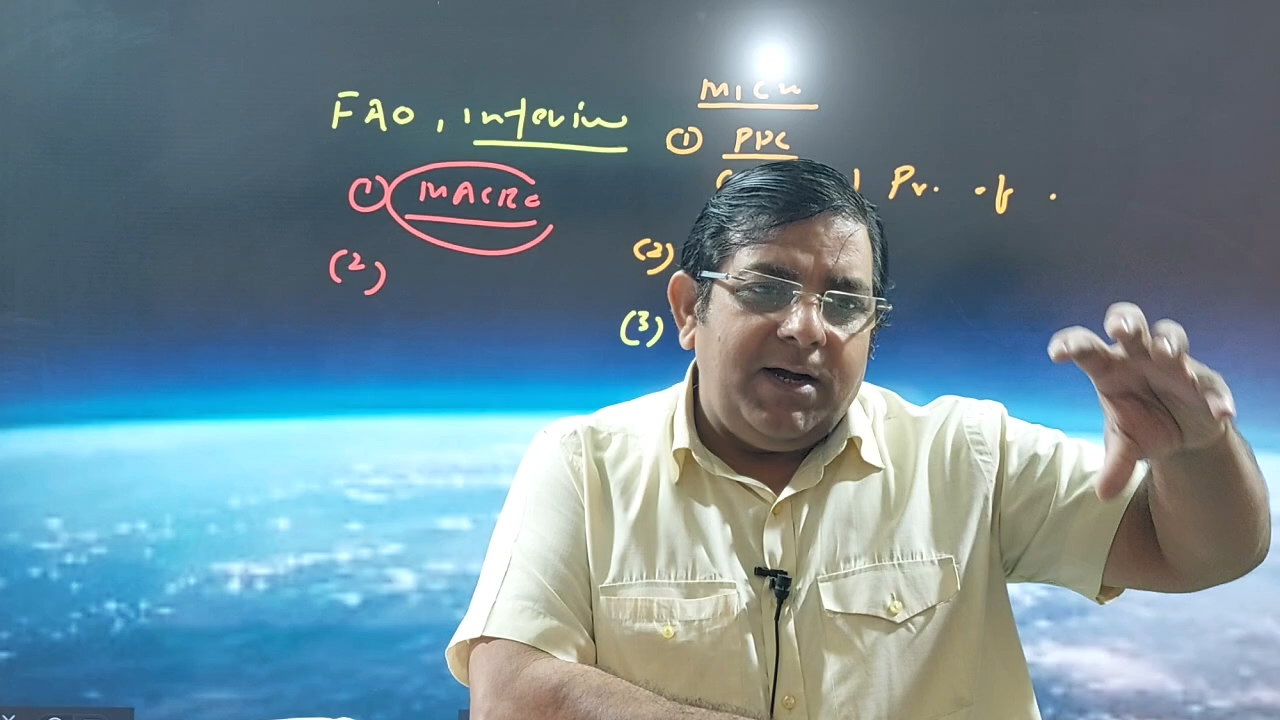 FAO, Interview
① MACRO
(2)
MICRO
① PPC
Pr. of .
(2)
(3)